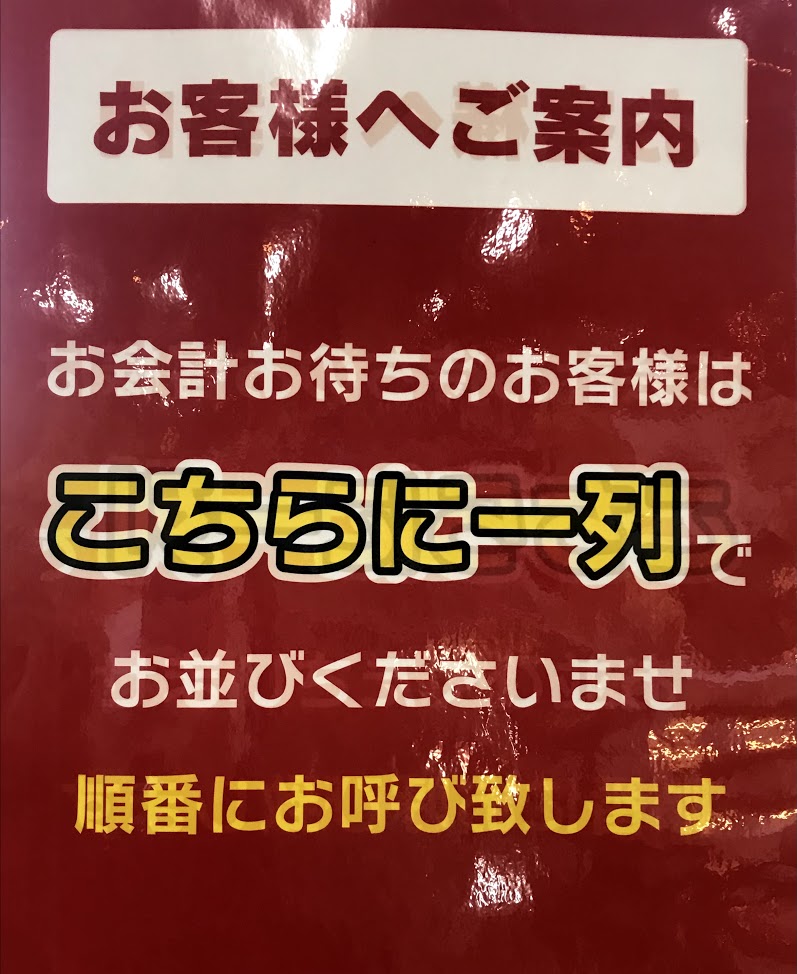 お客様へご案内
お会計お待ちのお客様は
こちらに一列で
お並びくださいませ
順番にお呼び致します